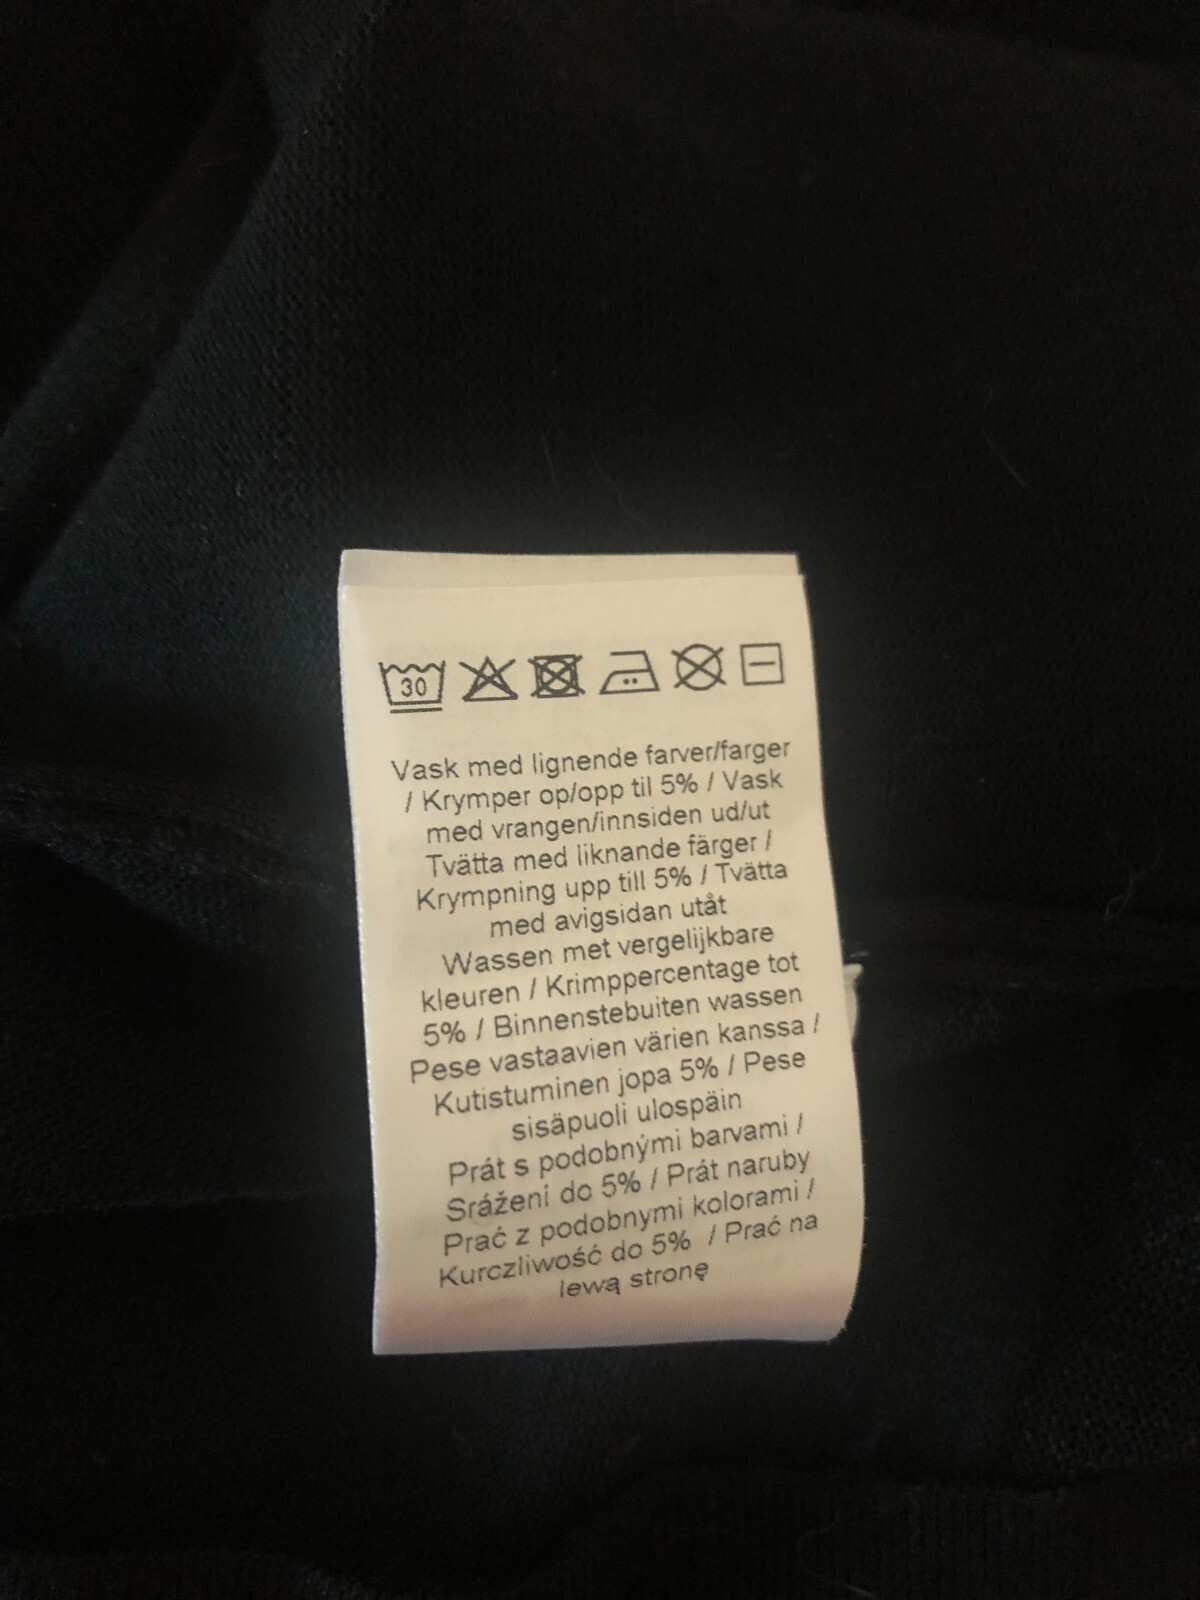 30
Vask med lignende farver/farger
/ Krymper op/opp til 5% / Vask
med vrangen/innsiden ud/ut
Tvätta med liknande färger /
Krympning upp till 5% / Tvätta
med avigsidan utåt
Wassen met vergelijkbare
kleuren / Krimppercentage tot
5% / Binnenstebuiten wassen
Pese vastaavien värien kanssa /
Kutistuminen jopa 5% / Pese
sisäpuoli ulospäin
Prát s podobnými barvami /
Srážení do 5% / Prát naruby
Prać z podobnymi kolorami /
Kurczliwość do 5% / Prać na
lewą stronę